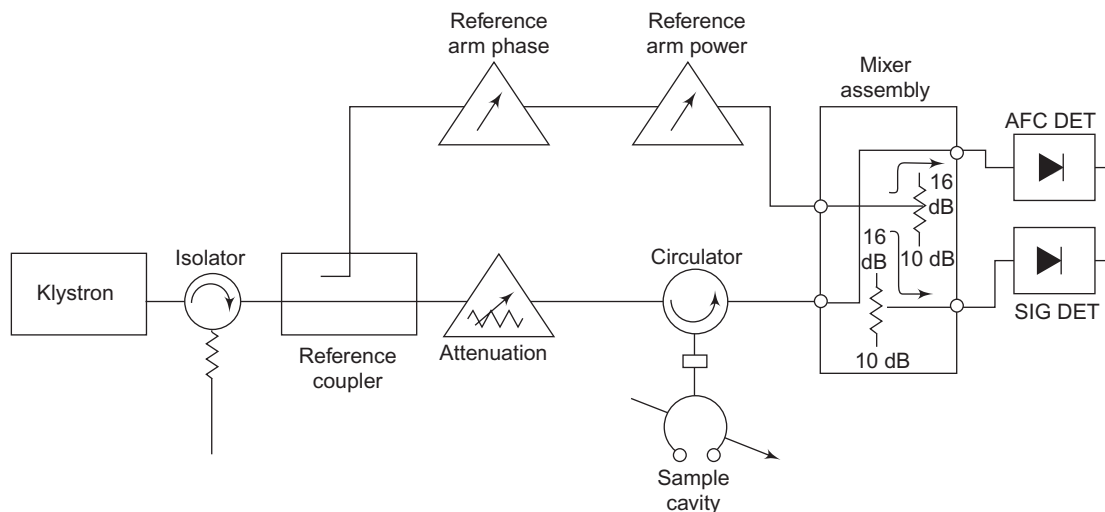 Reference
arm phase
Reference
arm power
Mixer
assembly
AFC DET
16
dB
16
dB
10 dB
Klystron
Isolator
Reference
coupler
Attenuation
Circulator
SIG DET
10 dB
Sample
cavity